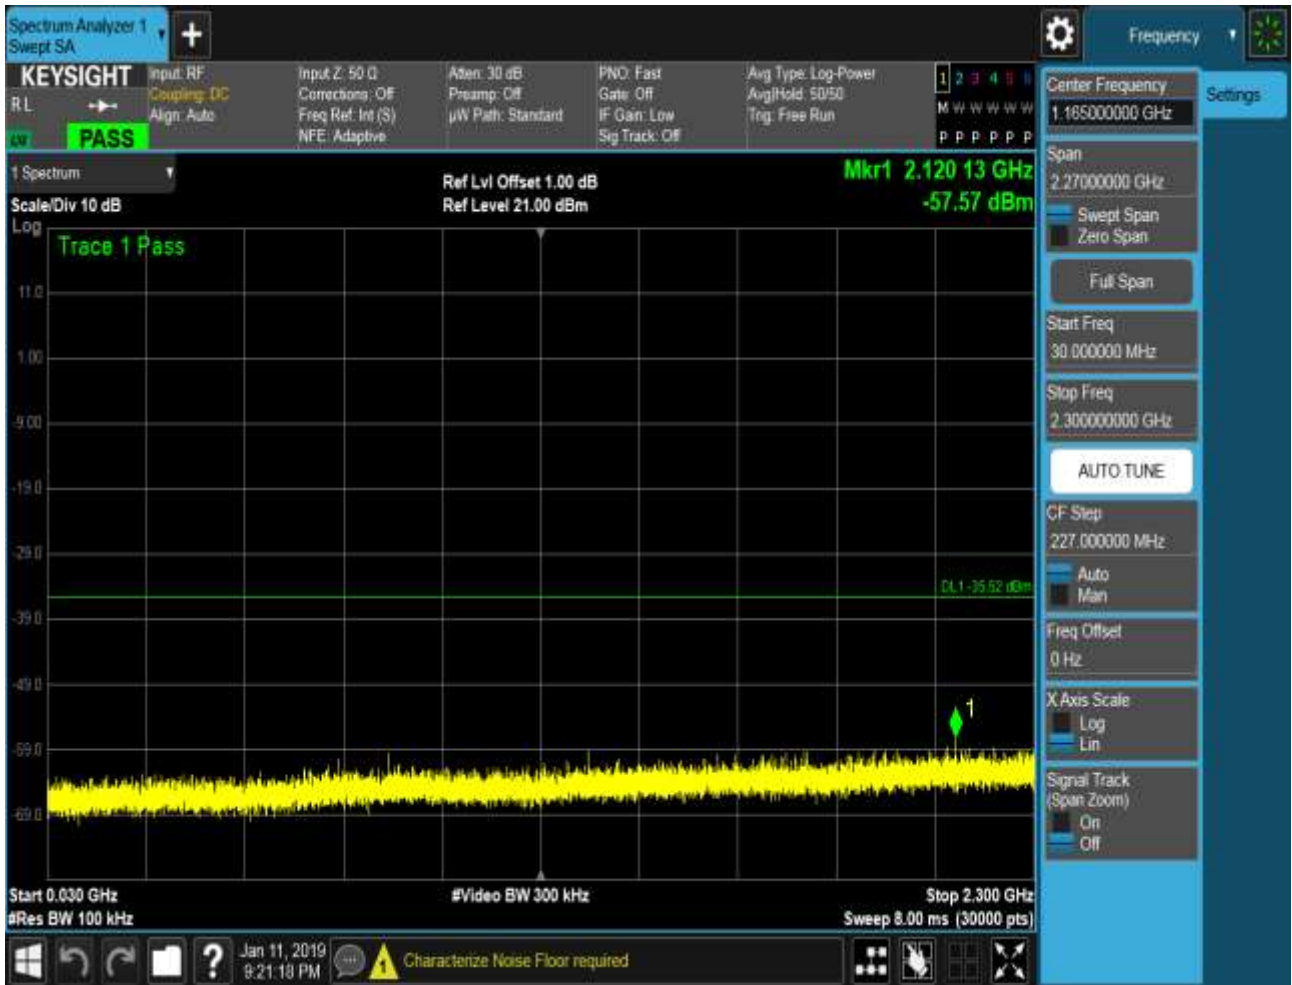 Spectrum Analyzer 1
Swept SA
+
Frequency
KEYSIGHT
RL
PASS
Input: RF
Coupling: DC
Align: Auto
Input Z: 50 Ω
Corrections: Off
Freq Ref: Int (S)
NFE: Adaptive
Atten: 30 dB
Preamp: Off
µW Path: Standard
PNO: Fast
Gate: Off
IF Gain: Low
Sig Track: Off
Avg Type: Log-Power
Avg|Hold: 50/50
Trig: Free Run
1 2 3 4 5 6
M W W W W W
P P P P P P
1 Spectrum
Scale/Div 10 dB
Ref Lvl Offset 1.00 dB
Ref Level 21.00 dBm
Mkr1 2.120 13 GHz
-57.57 dBm
Log
Trace 1 Pass
11.0
1.00
-9.00
-19.0
-29.0
DL1 -35.52 dBm
-39.0
-49.0
1
-59.0
-69.0
Start 0.030 GHz
#Video BW 300 kHz
Stop 2.300 GHz
#Res BW 100 kHz
Sweep 8.00 ms (30000 pts)
Center Frequency
1.165000000 GHz
Settings
Span
2.27000000 GHz
Swept Span
Zero Span
Full Span
Start Freq
30.000000 MHz
Stop Freq
2.300000000 GHz
AUTO TUNE
CF Step
227.000000 MHz
Auto
Man
Freq Offset
0 Hz
X Axis Scale
Log
Lin
Signal Track
(Span Zoom)
On
Off
?
Jan 11, 2019
9:21:18 PM
1
Characterize Noise Floor required